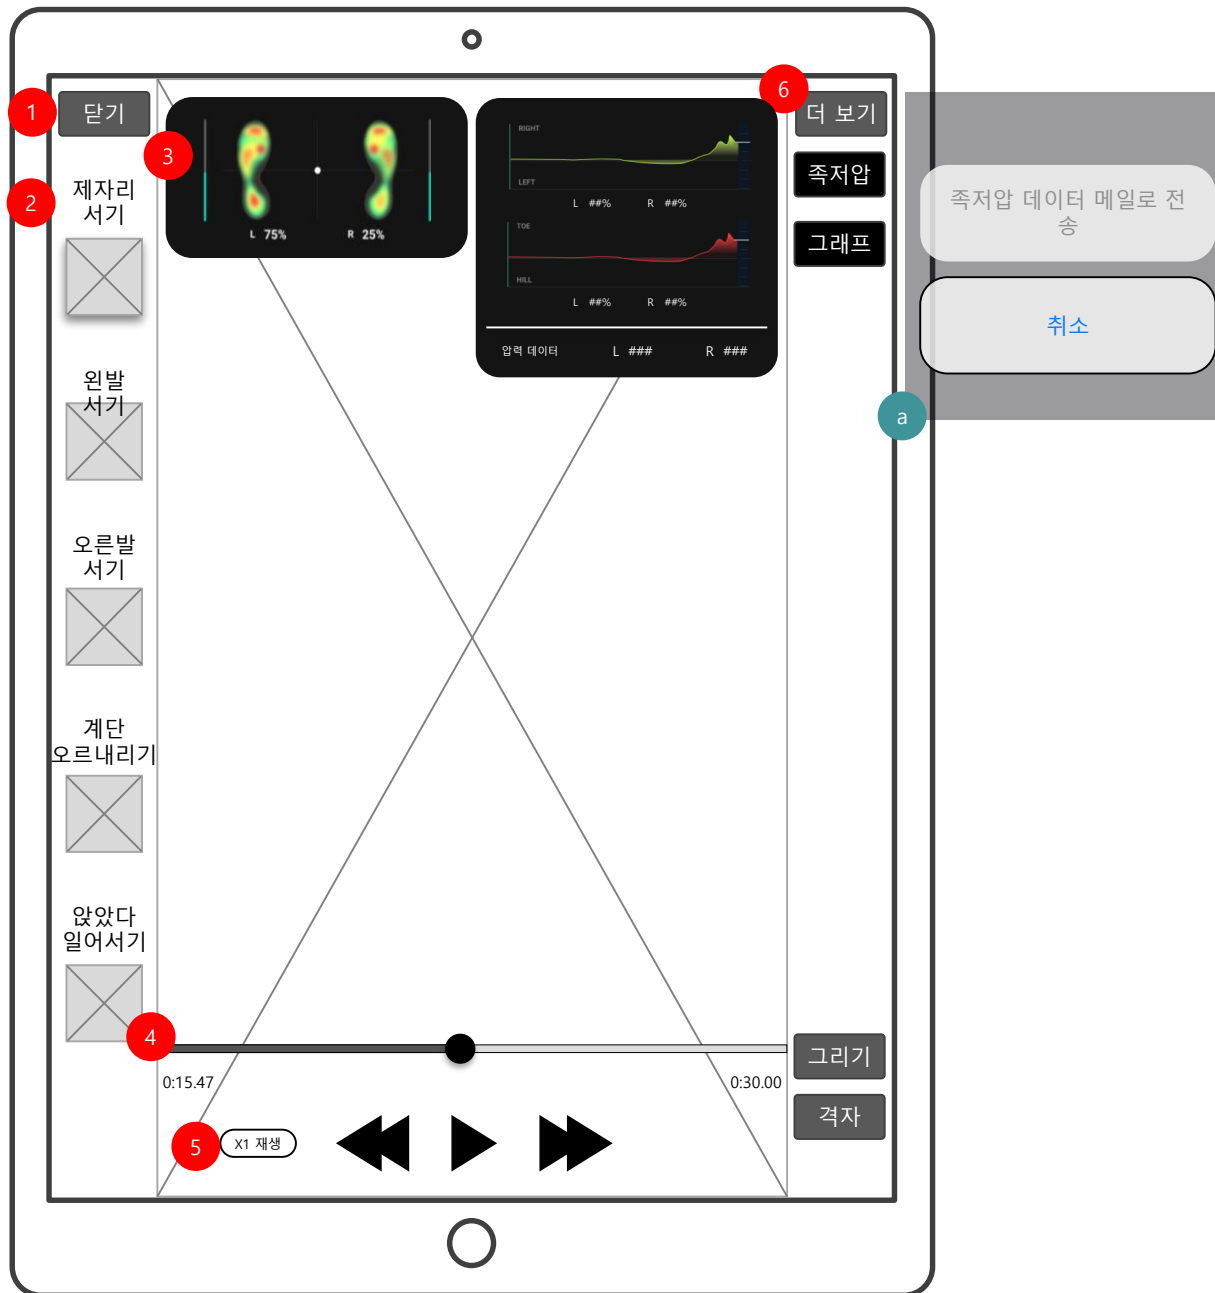 1
닫기
2
제자리
서기
왼발
서기
오른발
서기
계단
오르내리기
앉았다
일어서기
3
L 75%
R 25%
RIGHT
LEFT
L ##% R ##%
TOE
HILL
L ##% R ##%
압력 데이터 L ### R ###
6
더 보기
족저압
그래프
족저압 데이터 메일로 전
송
취소
a
4
0:15.47
0:30.00
5
X1 재생
그리기
격자